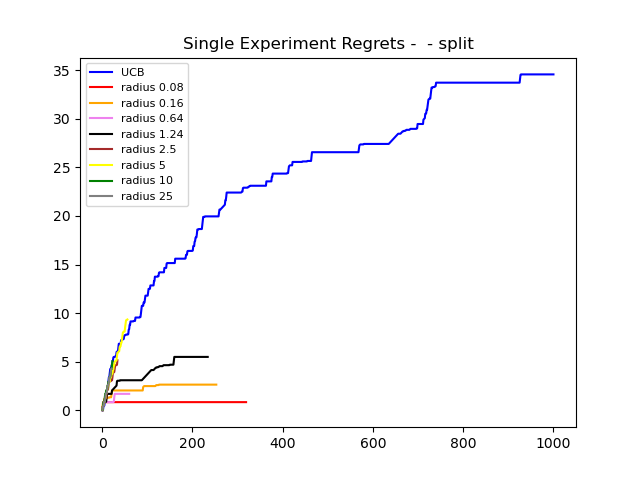 Single Experiment Regrets -  - split
35
30
25
20
15
10
5
0
UCB
radius 0.08
radius 0.16
radius 0.64
radius 1.24
radius 2.5
radius 5
radius 10
radius 25
0 200 400 600 800 1000